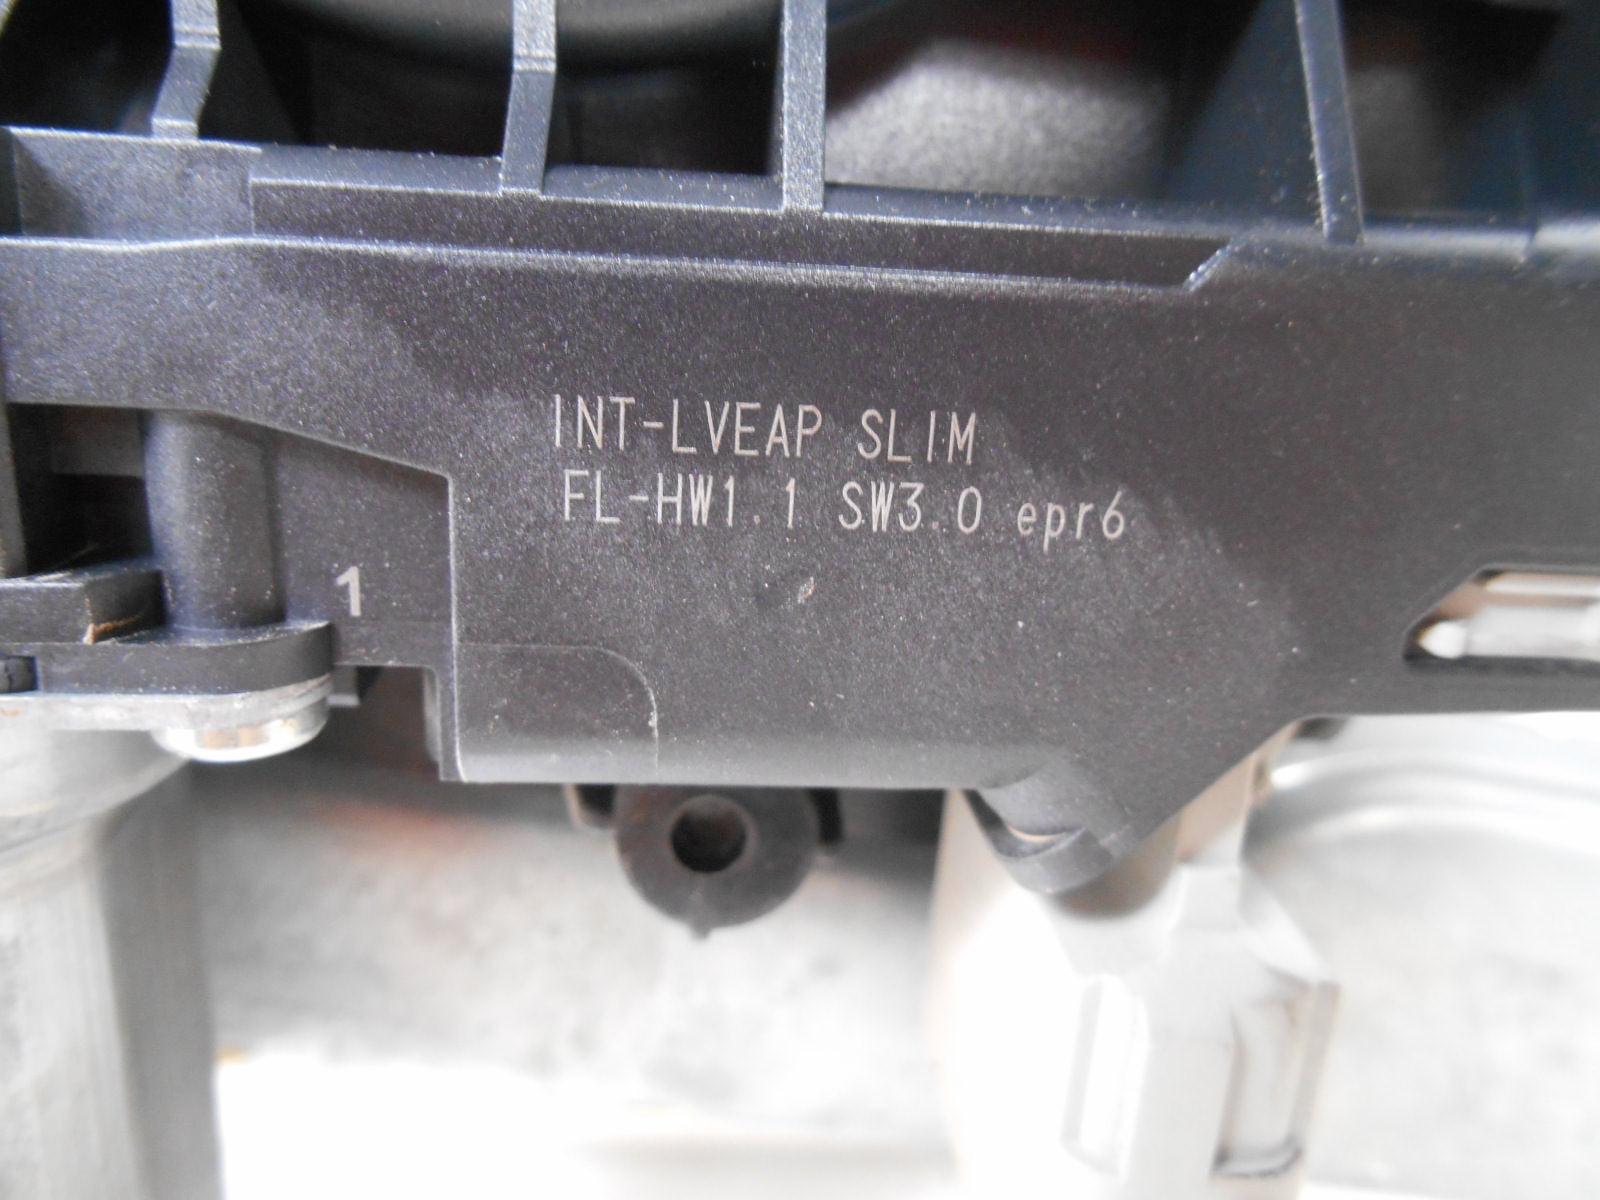 INT-LVEAP SLIM
FL-HW1.1 SW3.0 epr6
1